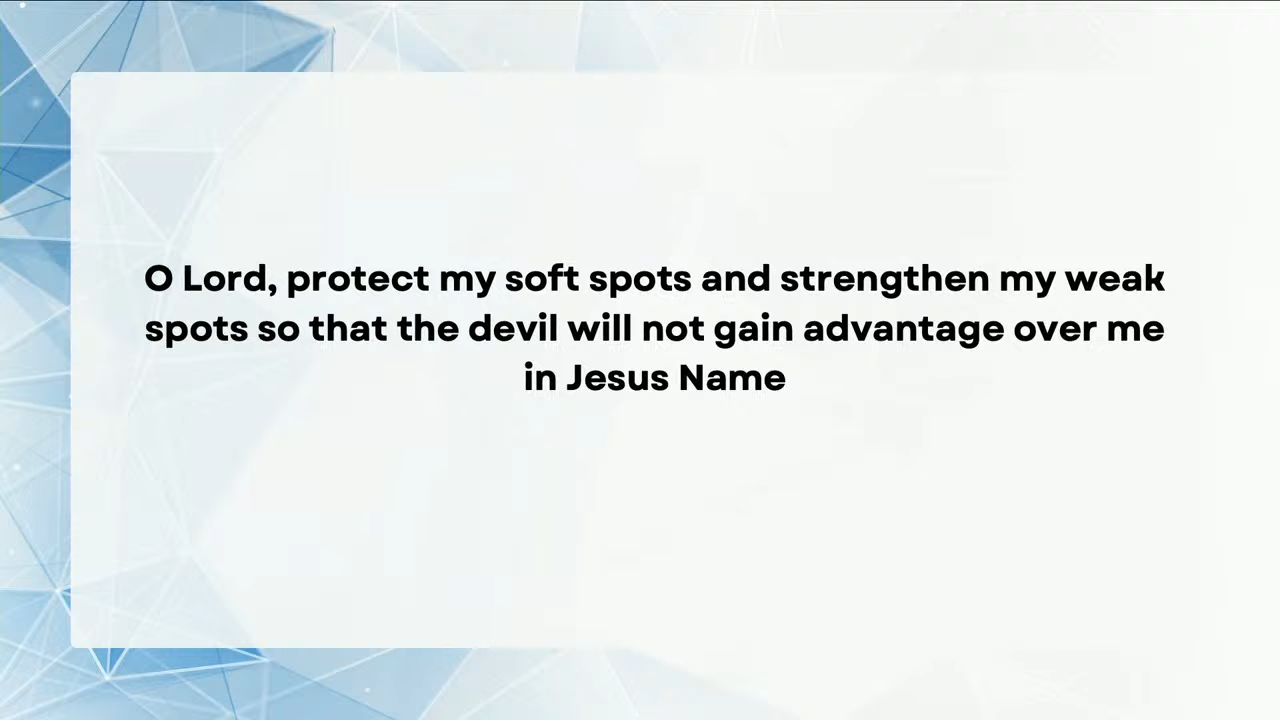 O Lord, protect my soft spots and strengthen my weak
spots so that the devil will not gain advantage over me
in Jesus Name